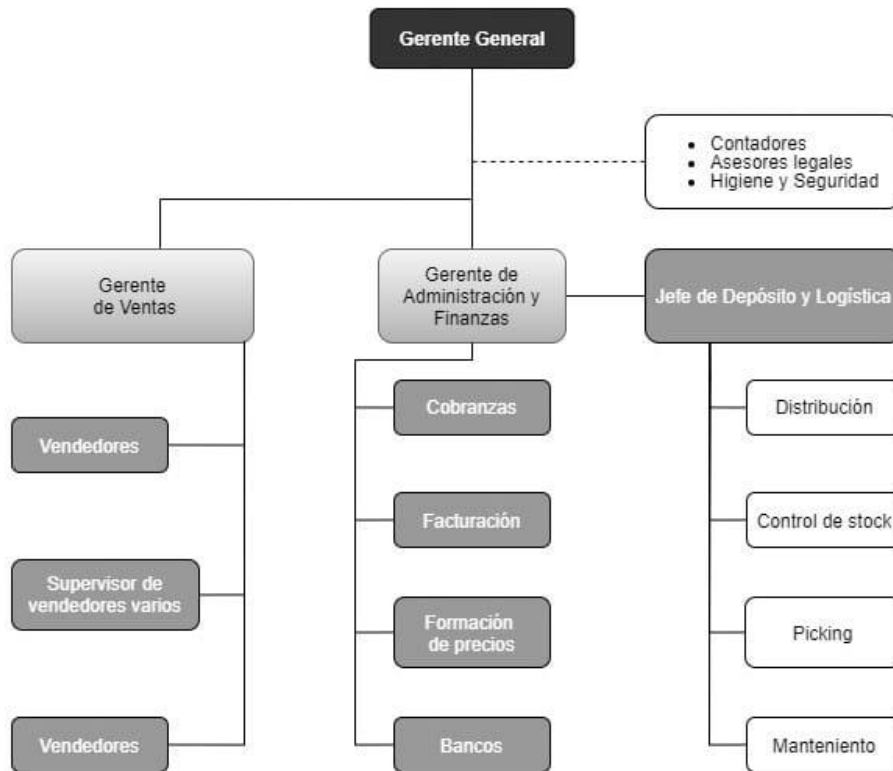 Gerente General
• Contadores
• Asesores legales
• Higiene y Seguridad
Gerente
de Ventas
Gerente de
Administración y
Finanzas
Jefe de Depósito y Logística
Vendedores
Supervisor de
vendedores varios
Vendedores
Cobranzas
Facturación
Formación
de precios
Bancos
Distribución
Control de stock
Picking
Manteniento